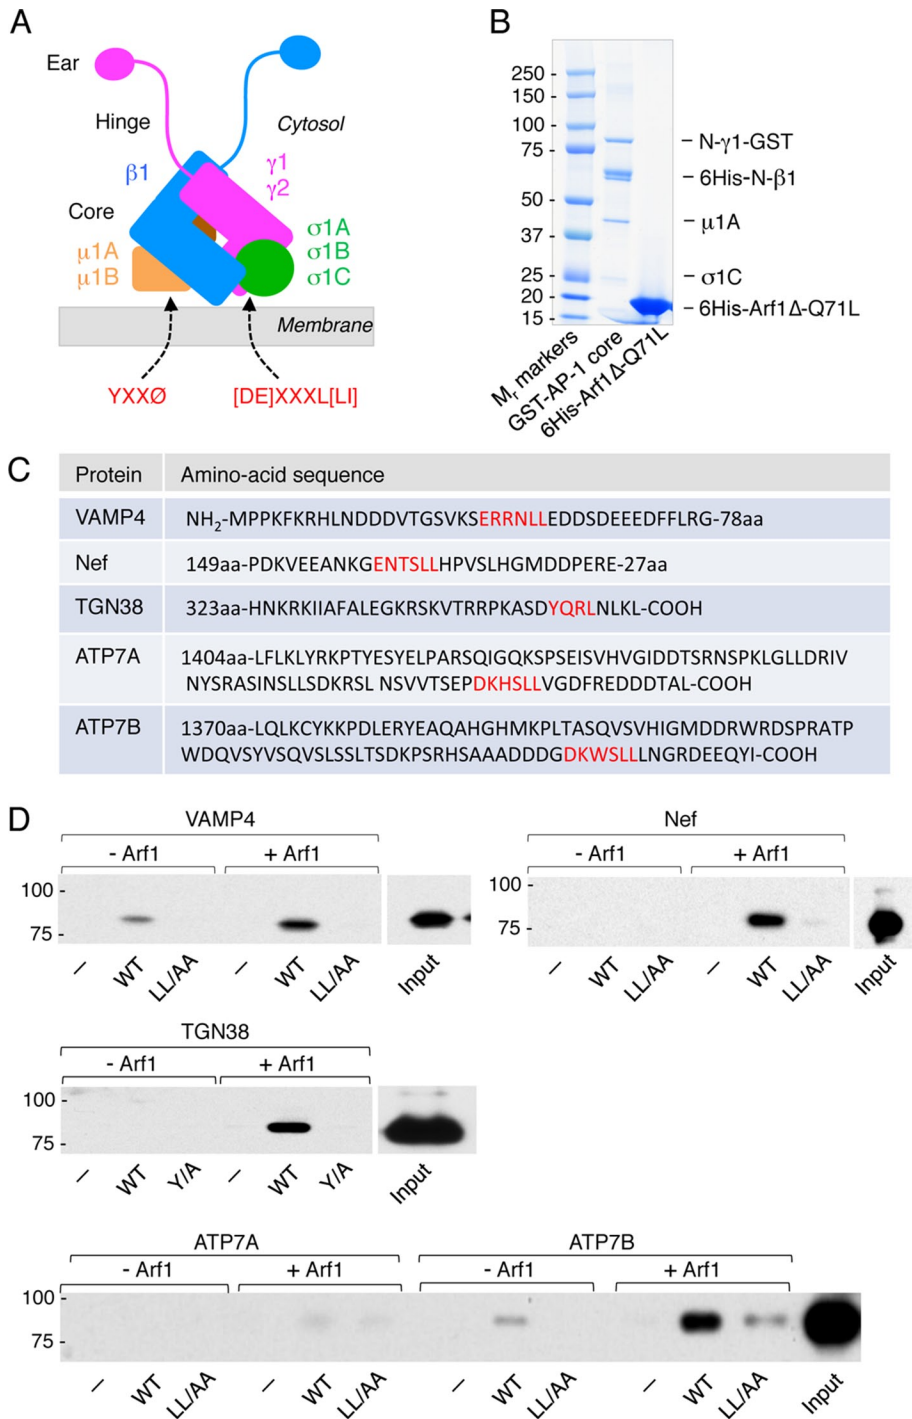 A
Ear
Hinge
Cytosol
β1
γ1
γ2
Core
σ1A
σ1B
σ1C
μ1A
μ1B
Membrane
YXXØ
[DE]XXXL[LI]
B
250
150
100
75
50
37
25
20
15
N-γ1-GST
6His-N-β1
μ1A
σ1C
6His-Arf1Δ-Q71L
Mr markers
GST-AP-1 core
6His-Arf1Δ-Q71L
C
Protein Amino-acid sequence
VAMP4 NH2-MPPKFKRHLNDDDVTGSVKSERRNLLEDDSDEEEDFFLRG-78aa
Nef 149aa-PDKVEEANKGENTSLLHPVSLHGMDDPERE-27aa
TGN38 323aa-HNKRKIIAFALEGKRSKVTRRPKASDYQRLNLKL-COOH
ATP7A 1404aa-LFLKLYRKPTYESYELPARSQIGQKSPSEISVHVGIDDTSRNSPKLGLLDRIV
NYSRASINSLLSDKRSL NSVVTSEPDKHSLLVGDFREDDDTAL-COOH
ATP7B 1370aa-LQLKCYKKPDLERYEAQAHGHMKPLTASQVSVHIGMDDRWRDSPRATP
WDQVSYVSQVSLSSLTSDKPSRHSAAADDDGDKWSLLLNGRDEEQYI-COOH
D
VAMP4
- Arf1 + Arf1
100
75
– WT LL/AA – WT LL/AA Input
Nef
- Arf1 + Arf1
100
75
– WT LL/AA – WT LL/AA Input
TGN38
- Arf1 + Arf1
100
75
– WT Y/A – WT Y/A Input
ATP7A ATP7B
- Arf1 + Arf1 - Arf1 + Arf1
100
75
– WT LL/AA – WT LL/AA – WT LL/AA – WT LL/AA Input